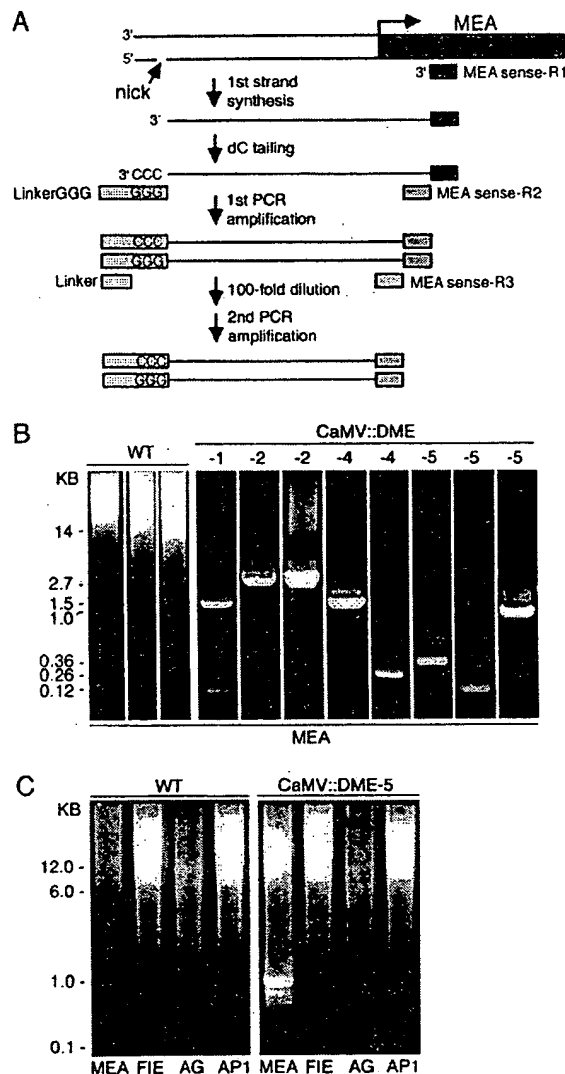 A
3'
MEA
5'
nick
3'
MEA sense-R1
1st strand
synthesis
3'
dC tailing
3' CCC
LinkerGGG
GGG
MEA sense-R2
1st PCR
amplification
CCC
GGG
Linker
MEA sense-R3
100-fold dilution
2nd PCR
amplification
CCC
GGG
B
CaMV::DME
WT
-1 -2 -2 -4 -4 -5 -5 -5
KB
14 -
2.7 -
1.5 -
1.0 -
0.36 -
0.26 -
0.12 -
MEA
C
WT CaMV::DME-5
KB
12.0 -
6.0 -
1.0 -
0.1 -
MEA FIE AG AP1 MEA FIE AG AP1